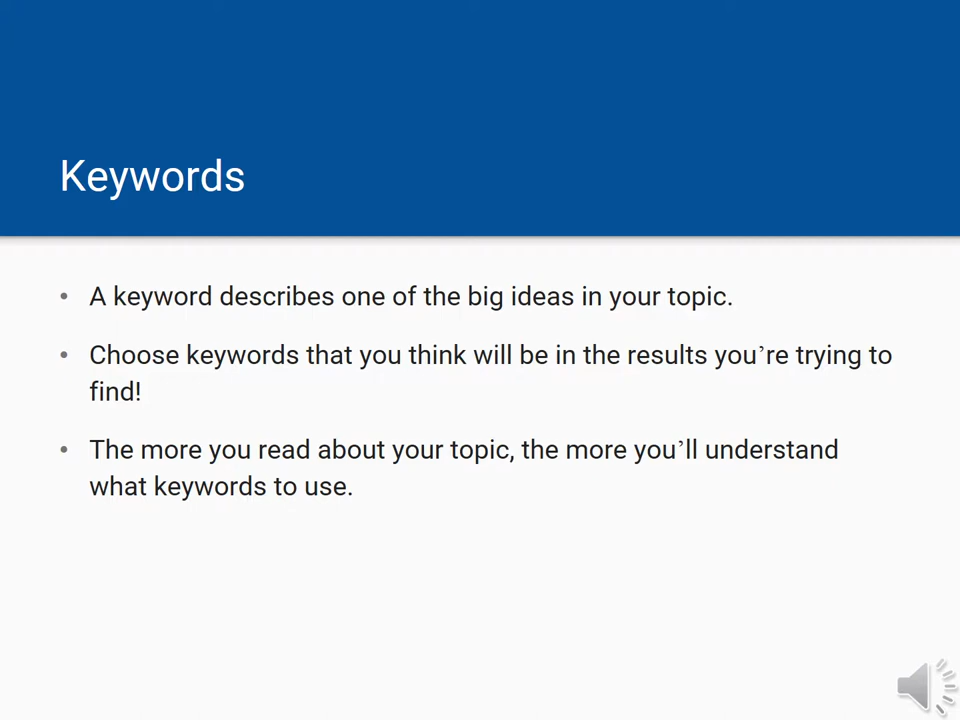 Keywords
• A keyword describes one of the big ideas in your topic.
• Choose keywords that you think will be in the results you’re trying to
find!
• The more you read about your topic, the more you’ll understand
what keywords to use.